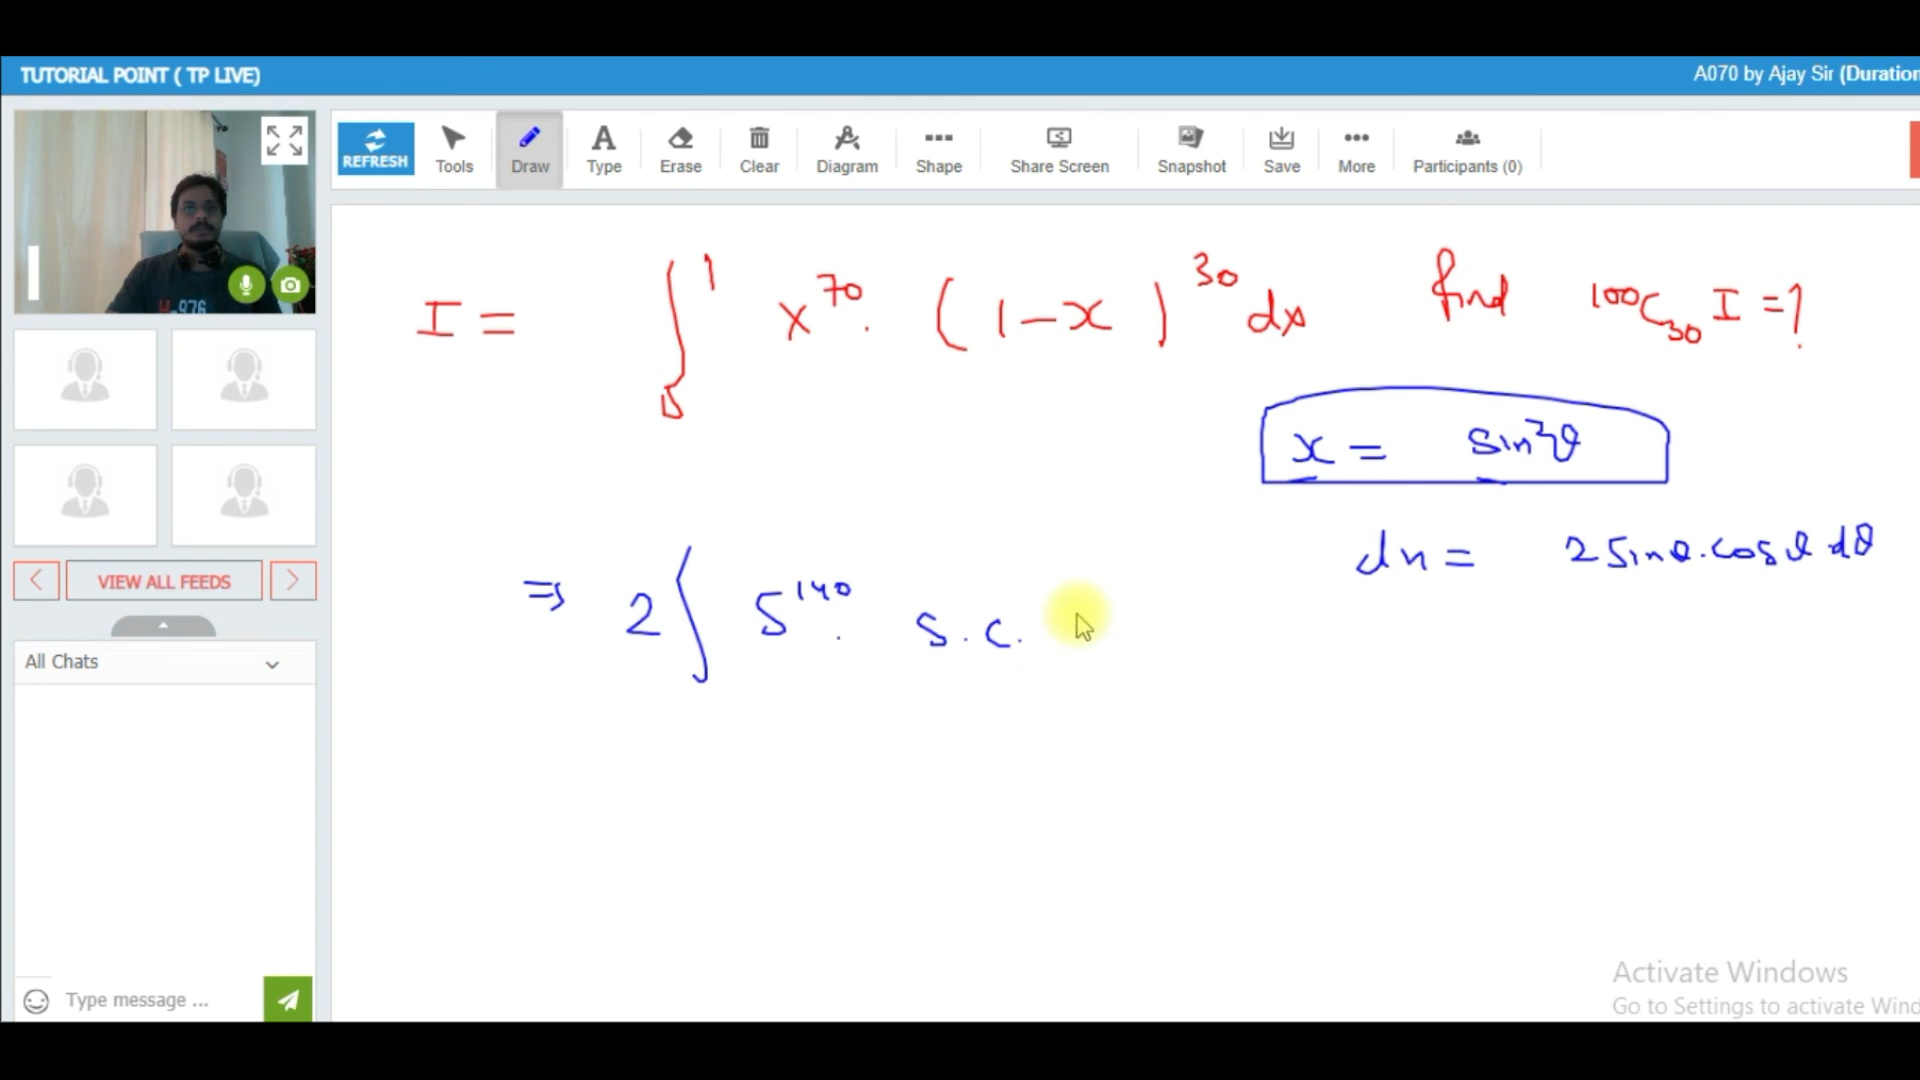 TUTORIAL POINT ( TP LIVE)
A070 by Ajay Sir (Duration
REFRESH
Tools
Draw
Type
Erase
Clear
Diagram
Shape
Share Screen
Snapshot
Save
More
Participants (0)
I = ∫₀¹ x⁷⁰. (1-x)³⁰ dx find ¹⁰⁰C₃₀ I = ?
x = sin²θ
dx = 2 sinθ.cosθ dθ
⇒ 2 ∫ S¹⁴⁰. S.C.
VIEW ALL FEEDS
All Chats
Type message ...
Activate Windows
Go to Settings to activate Wind